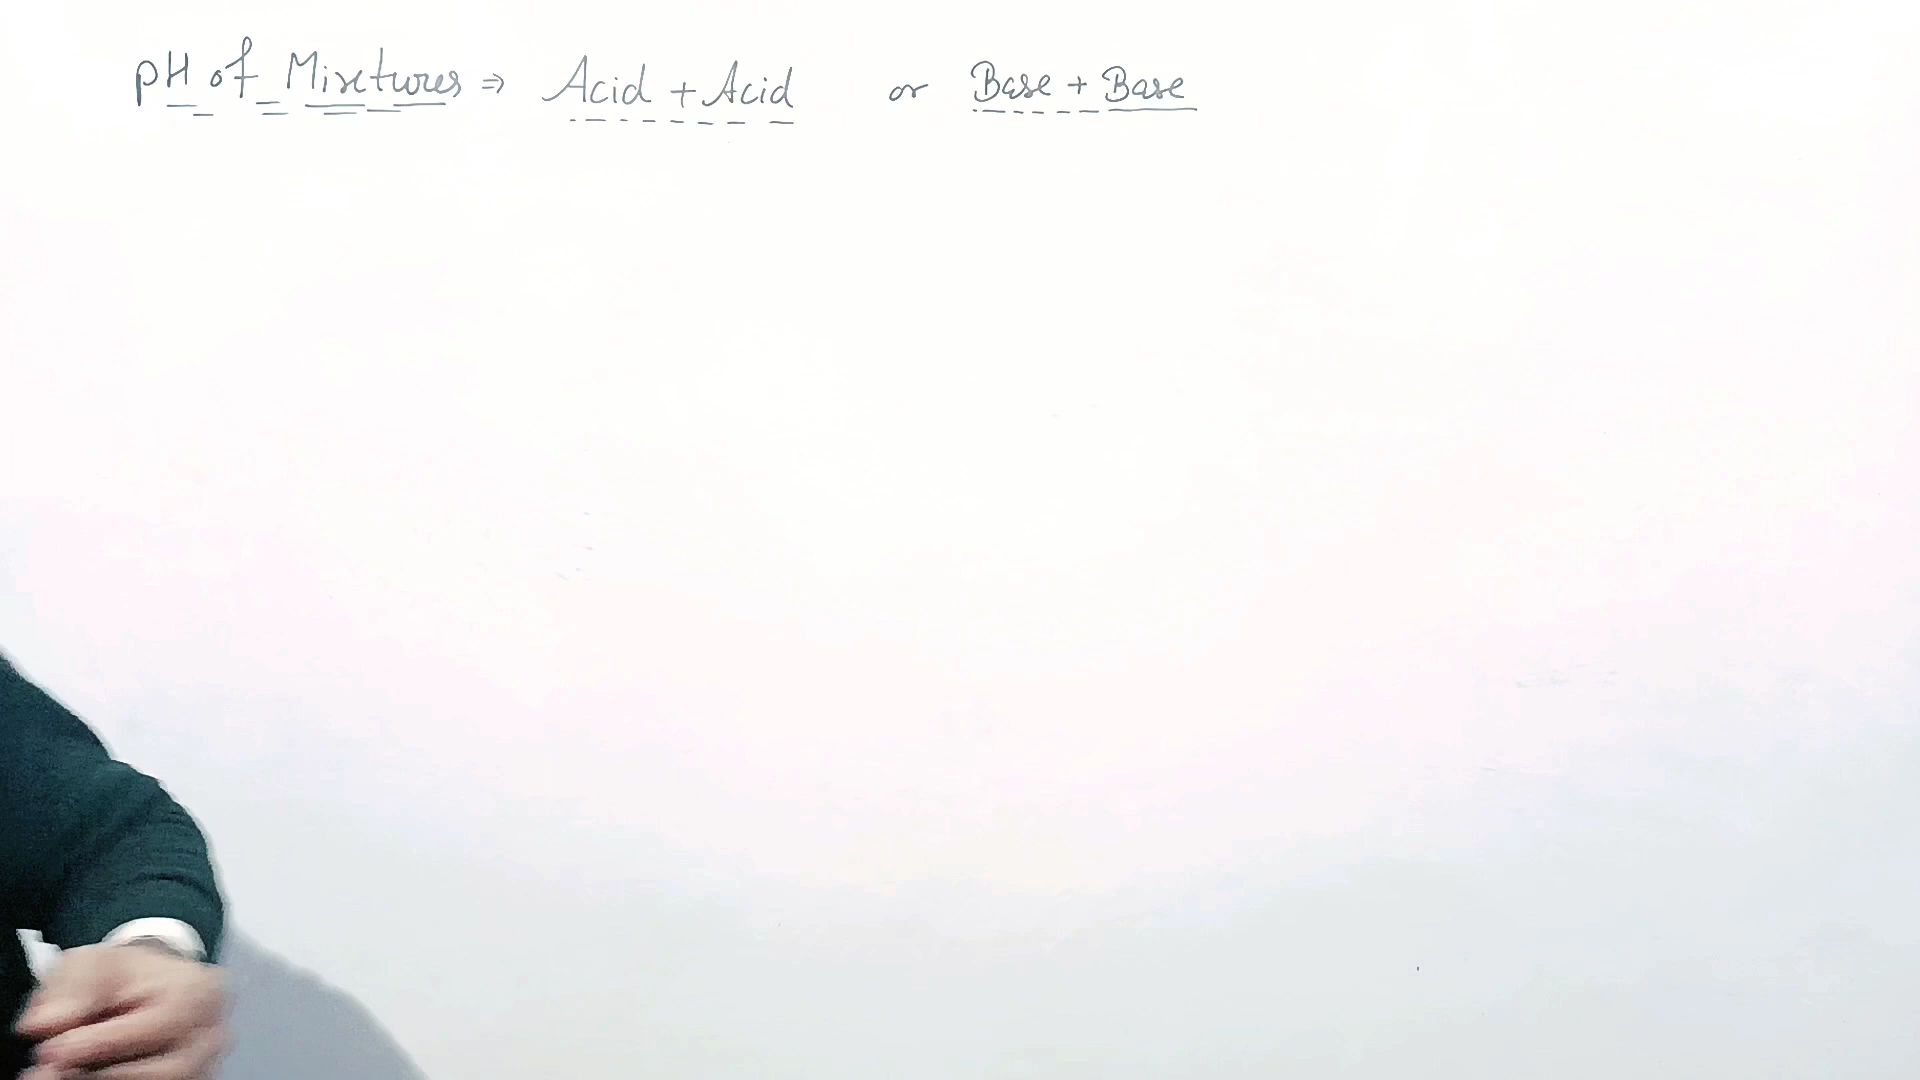 pH of Mixtures ⇒ Acid + Acid or Base + Base